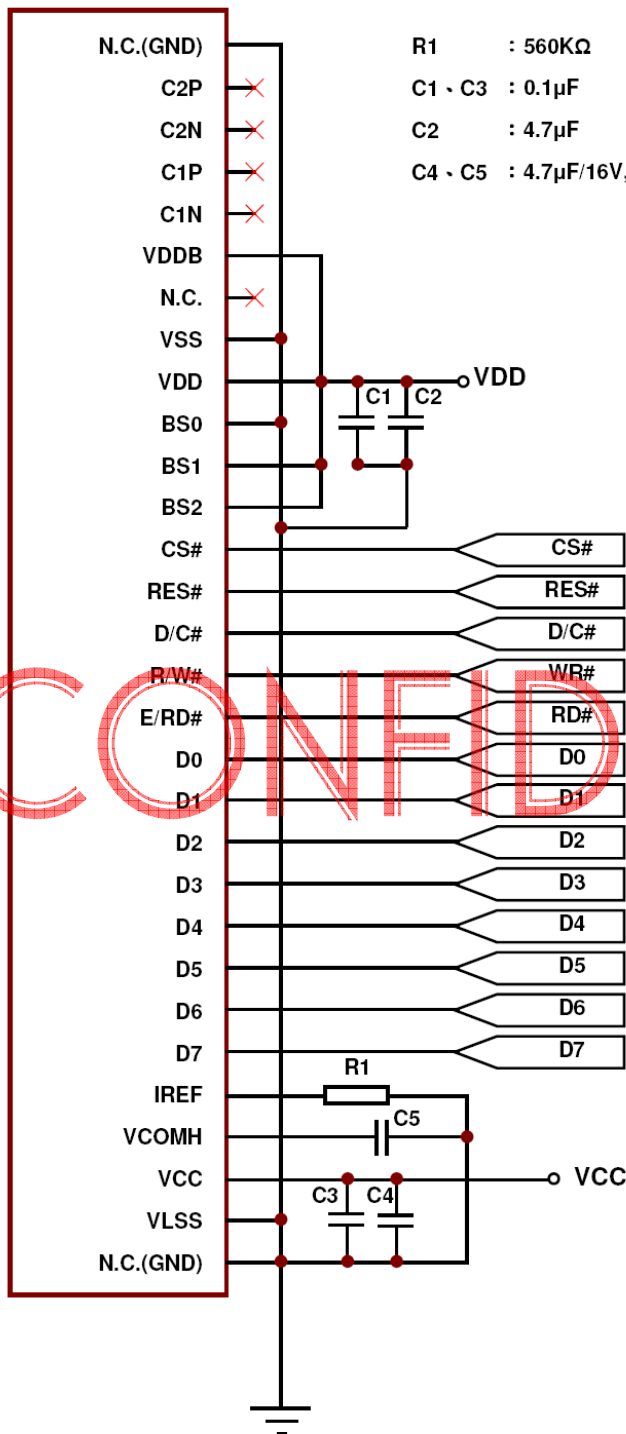 N.C.(GND)
C2P
C2N
C1P
C1N
VDDB
N.C.
VSS
VDD
BS0
BS1
BS2
CS#
RES#
D/C#
R/W#
E/RD#
D0
D1
D2
D3
D4
D5
D6
D7
IREF
VCOMH
VCC
VLSS
N.C.(GND)
R1 : 560KΩ
C1、C3 : 0.1µF
C2 : 4.7µF
C4、C5 : 4.7µF/16V,
C1
C2
VDD
CS#
RES#
D/C#
WR#
RD#
D0
D1
D2
D3
D4
D5
D6
D7
R1
C5
VCC
C3
C4
CONFID